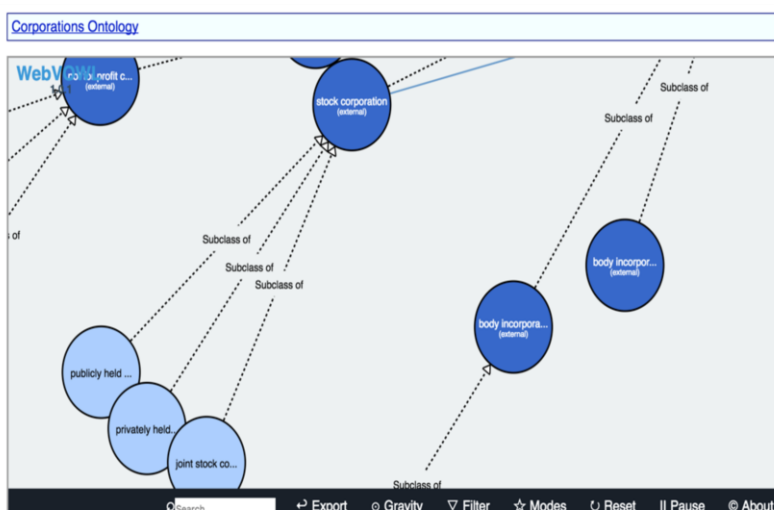 Corporations Ontology
WebVOWL
profit c...
(external)
stock corporation
(external)
Subclass of
Subclass of
s of
Subclass of
Subclass of
Subclass of
body incorpor...
(external)
body incorpora...
(external)
publicly held ...
privately held...
joint stock co...
Subclass of
Search
Export
Gravity
Filter
Modes
Reset
Pause
About